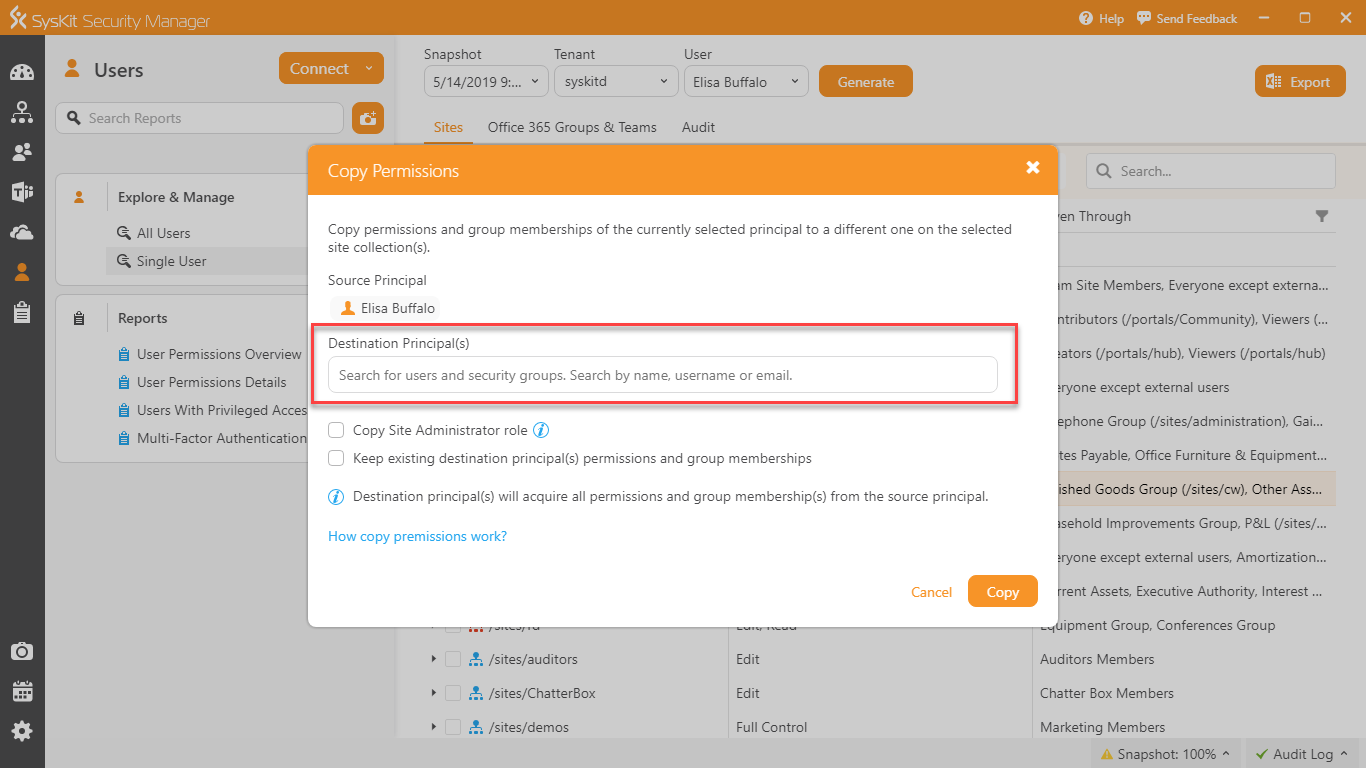 SysKit Security Manager
Help
Send Feedback
Users
Connect
Search Reports
Explore & Manage
All Users
Single User
Reports
User Permissions Overview
User Permissions Details
Users With Privileged Acces
Multi-Factor Authentication
Snapshot
Tenant
User
5/14/2019 9:...
syskitd
Elisa Buffalo
Generate
Export
Sites
Office 365 Groups & Teams
Audit
Search...
Copy Permissions
Copy permissions and group memberships of the currently selected principal to a different one on the selected
site collection(s).
Source Principal
Elisa Buffalo
Destination Principal(s)
Search for users and security groups. Search by name, username or email.
Copy Site Administrator role
Keep existing destination principal(s) permissions and group memberships
Destination principal(s) will acquire all permissions and group membership(s) from the source principal.
How copy premissions work?
Cancel
Copy
ven Through
am Site Members, Everyone except externa...
ntributors (/portals/Community), Viewers (...
eators (/portals/hub), Viewers (/portals/hub)
eryone except external users
ephone Group (/sites/administration), Gai...
tes Payable, Office Furniture & Equipment...
ished Goods Group (/sites/cw), Other Ass...
usehold Improvements Group, P&L (/sites/...
eryone except external users, Amortization...
rrent Assets, Executive Authority, Interest ...
Edit, Read
Equipment Group, Conferences Group
/sites/auditors
Edit
Auditors Members
/sites/ChatterBox
Edit
Chatter Box Members
/sites/demos
Full Control
Marketing Members
Snapshot: 100%
Audit Log